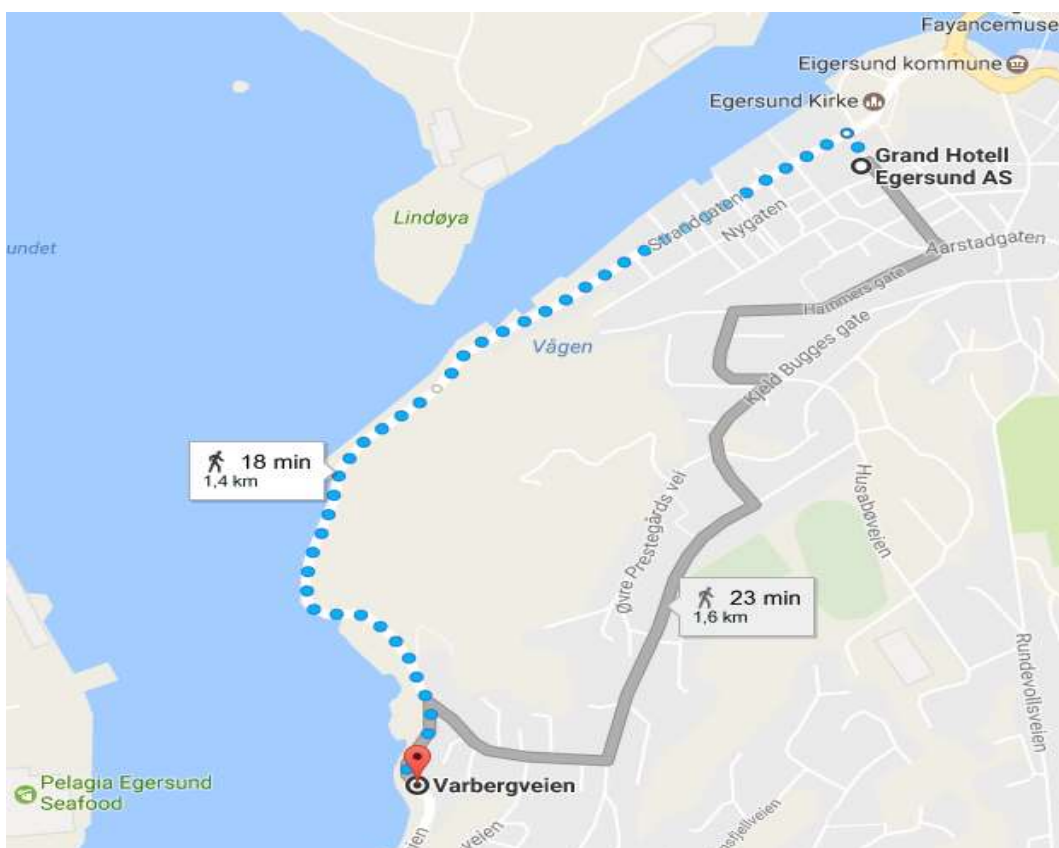 Fayancemuse
Eigersund kommune
Egersund Kirke
Grand Hotell
Egersund AS
Lindøya
Strandgaten
Nygaten
undet
Aarstadgaten
Hammers gate
Vågen
Kjeld Bugges gate
18 min
1,4 km
Husabøveien
Øvre Prestegårds vei
23 min
1,6 km
Rundevollsveien
Pelagia Egersund
Seafood
Varbergveien
sfjellveien
eien
veien